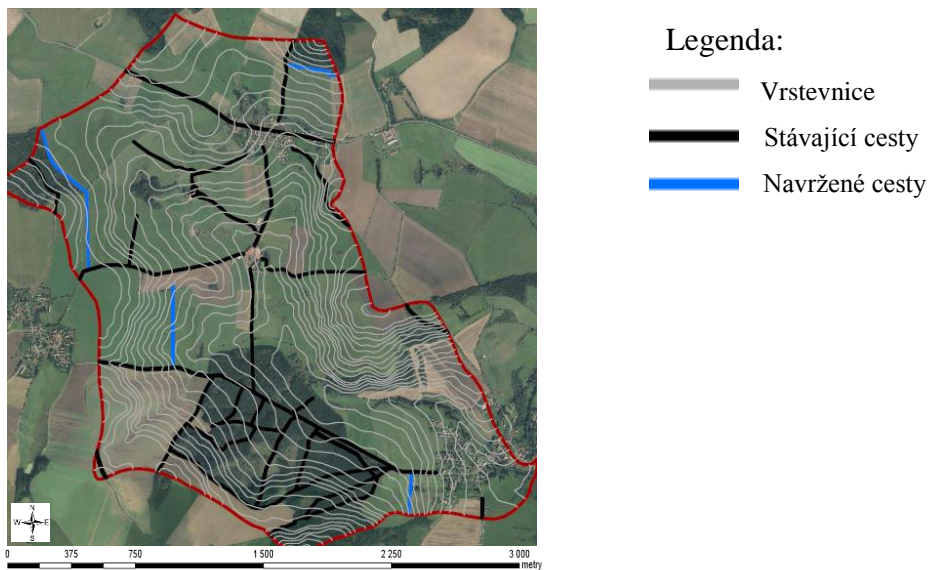 Legenda:
Vrstevnice
Stávající cesty
Navržené cesty
N
W E
S
0 375 750 1 500 2 250 3 000
metry